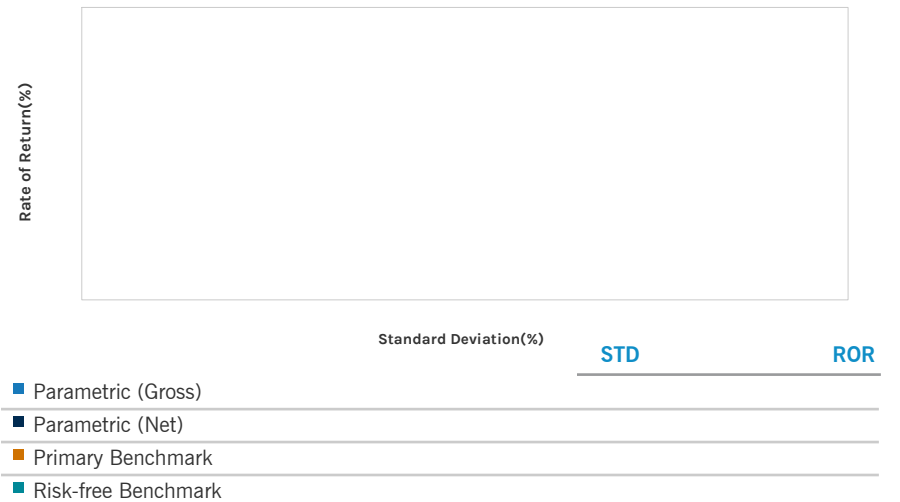 Rate of Return(%)
Standard Deviation(%)
STD ROR
Parametric (Gross)
Parametric (Net)
Primary Benchmark
Risk-free Benchmark